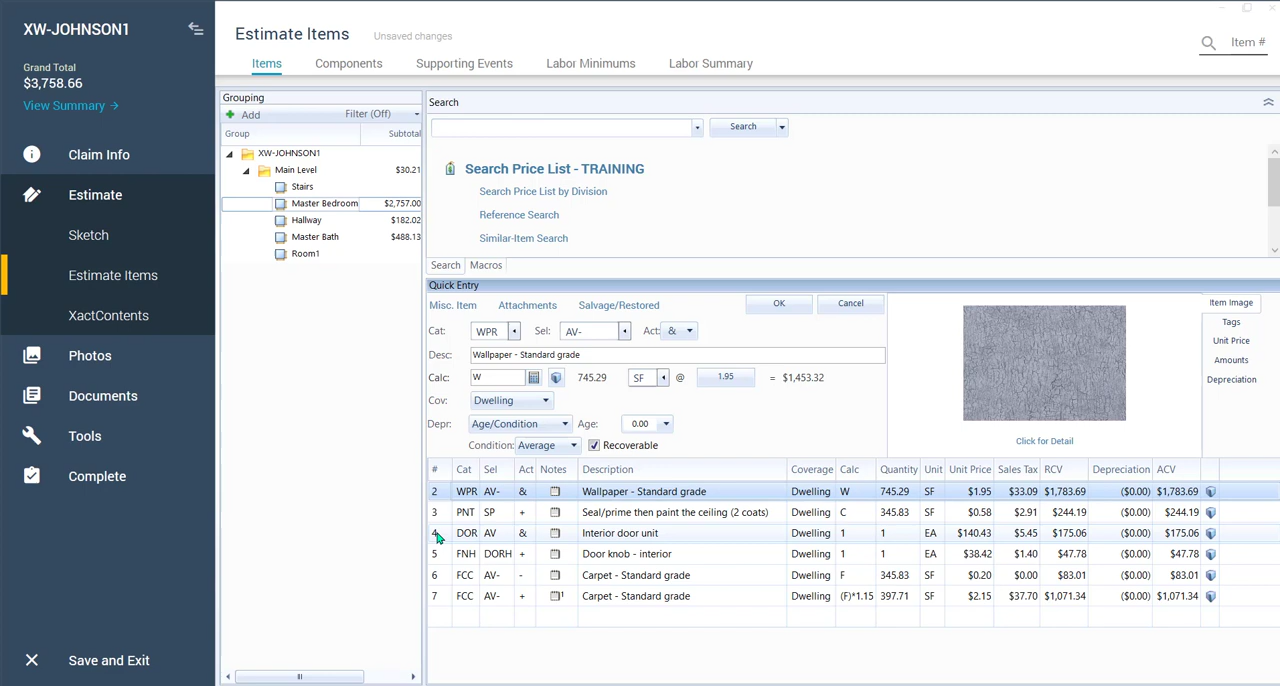 XW-JOHNSON1
Grand Total
$3,758.66
View Summary →
Claim Info
Estimate
Sketch
Estimate Items
XactContents
Photos
Documents
Tools
Complete
Save and Exit
Estimate Items Unsaved changes
Item #
Items Components Supporting Events Labor Minimums Labor Summary
Grouping
Add Filter (Off)
Group Subtotal
XW-JOHNSON1
Main Level $30.21
Stairs
Master Bedroom $2,757.00
Hallway $182.02
Master Bath $488.13
Room1
Search
Search
Search Price List - TRAINING
Search Price List by Division
Reference Search
Similar-Item Search
Search Macros
Quick Entry
Misc. Item Attachments Salvage/Restored OK Cancel
Cat: WPR Sel: AV- Act: &
Desc: Wallpaper - Standard grade
Calc: W 745.29 SF @ 1.95 = $1,453.32
Cov: Dwelling
Depr: Age/Condition Age: 0.00
Condition: Average Recoverable
Click for Detail
Item Image
Tags
Unit Price
Amounts
Depreciation
# Cat Sel Act Notes Description Coverage Calc Quantity Unit Unit Price Sales Tax RCV Depreciation ACV
2 WPR AV- & Wallpaper - Standard grade Dwelling W 745.29 SF $1.95 $33.09 $1,783.69 ($0.00) $1,783.69
3 PNT SP + Seal/prime then paint the ceiling (2 coats) Dwelling C 345.83 SF $0.58 $2.91 $244.19 ($0.00) $244.19
4 DOR AV & Interior door unit Dwelling 1 1 EA $140.43 $5.45 $175.06 ($0.00) $175.06
5 FNH DORH + Door knob - interior Dwelling 1 1 EA $38.42 $1.40 $47.78 ($0.00) $47.78
6 FCC AV- - Carpet - Standard grade Dwelling F 345.83 SF $0.20 $0.00 $83.01 ($0.00) $83.01
7 FCC AV- + 1 Carpet - Standard grade Dwelling (F)*1.15 397.71 SF $2.15 $37.70 $1,071.34 ($0.00) $1,071.34